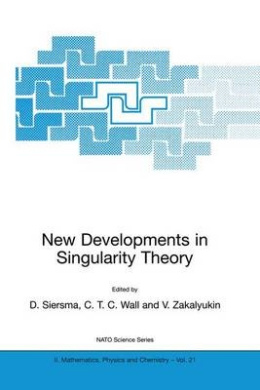 New Developments in
Singularity Theory
Edited by
D. Siersma, C. T. C. Wall and V. Zakalyukin
NATO Science Series
II. Mathematics, Physics and Chemistry – Vol. 21